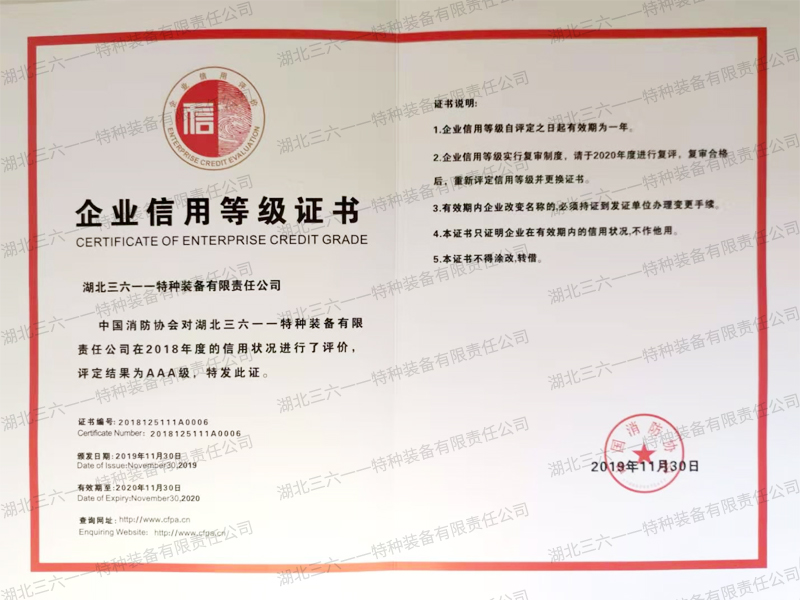 企业信用评价
信
ENTERPRISE CREDIT EVALUATION
企业信用等级证书
CERTIFICATE OF ENTERPRISE CREDIT GRADE
湖北三六一一特种装备有限责任公司
中国消防协会对湖北三六一一特种装备有限
责任公司在2018年度的信用状况进行了评价，
评定结果为AAA级，特发此证。
证书编号: 2018125111A0006
Certificate Number: 2018125111A0006
颁发日期: 2019年11月30日
Date of Issue:November30,2019
有效期至: 2020年11月30日
Date of Expiry:November30,2020
查询网址: http://www.cfpa.cn
Enquiring Website: http://www.cfpa.cn
证书说明:
1.企业信用等级自评定之日起有效期为一年。
2.企业信用等级实行复审制度，请于2020年度进行复评，复审合格
后，重新评定信用等级并更换证书。
3.有效期内企业改变名称的,必须持证到发证单位办理变更手续。
4.本证书只证明企业在有效期内的信用状况,不作他用。
5.本证书不得涂改,转借。
国消防协
2019年11月30日
湖北三六一一特种装备有限责任公司